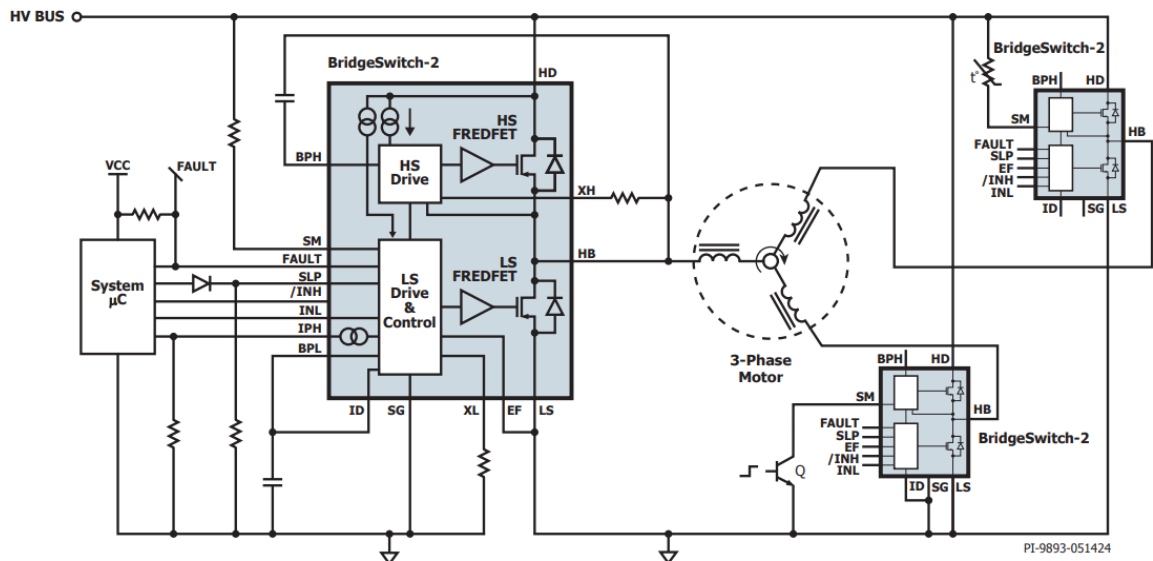 HV BUS
BridgeSwitch-2
HD
HS
FREDFET
BPH
HS
Drive
XH
VCC
FAULT
SM
FAULT
SLP
/INH
INL
IPH
BPL
System
µC
LS
Drive
&
Control
LS
FREDFET
HB
ID
SG
XL
EF
LS
3-Phase
Motor
BridgeSwitch-2
t°
BPH
HD
SM
HB
FAULT
SLP
EF
/INH
INL
ID
SG
LS
BPH
HD
SM
HB
FAULT
SLP
EF
/INH
INL
BridgeSwitch-2
ID
SG
LS
Q
PI-9893-051424